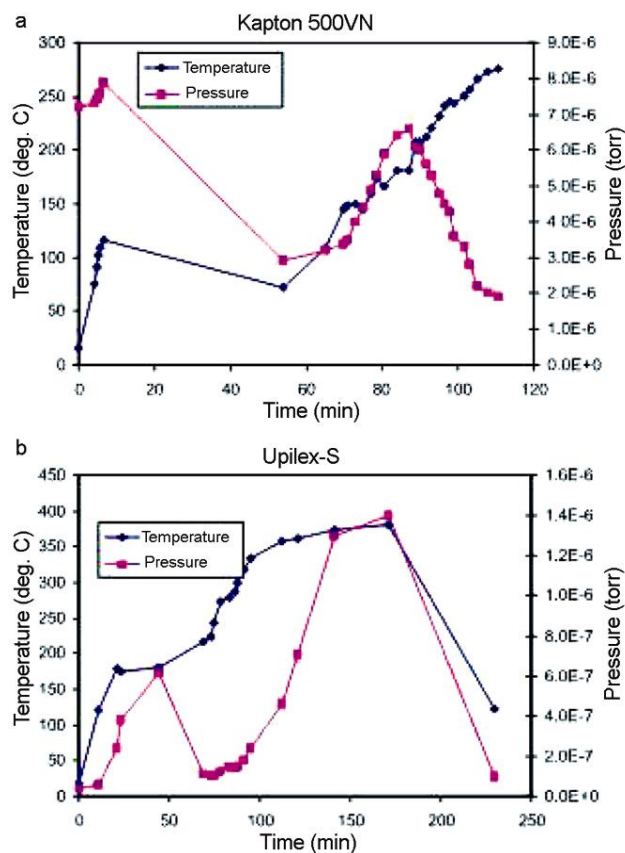 a
Kapton 500VN
Temperature (deg. C)
300
250
200
150
100
50
0
Temperature
Pressure
9.0E-6
8.0E-6
7.0E-6
6.0E-6
5.0E-6
4.0E-6
3.0E-6
2.0E-6
1.0E-6
0.0E+0
Pressure (torr)
0 20 40 60 80 100 120
Time (min)
b
Upilex-S
Temperature (deg. C)
450
400
350
300
250
200
150
100
50
0
Temperature
Pressure
1.6E-6
1.4E-6
1.2E-6
1.0E-6
8.0E-7
6.0E-7
4.0E-7
2.0E-7
0.0E+0
Pressure (torr)
0 50 100 150 200 250
Time (min)